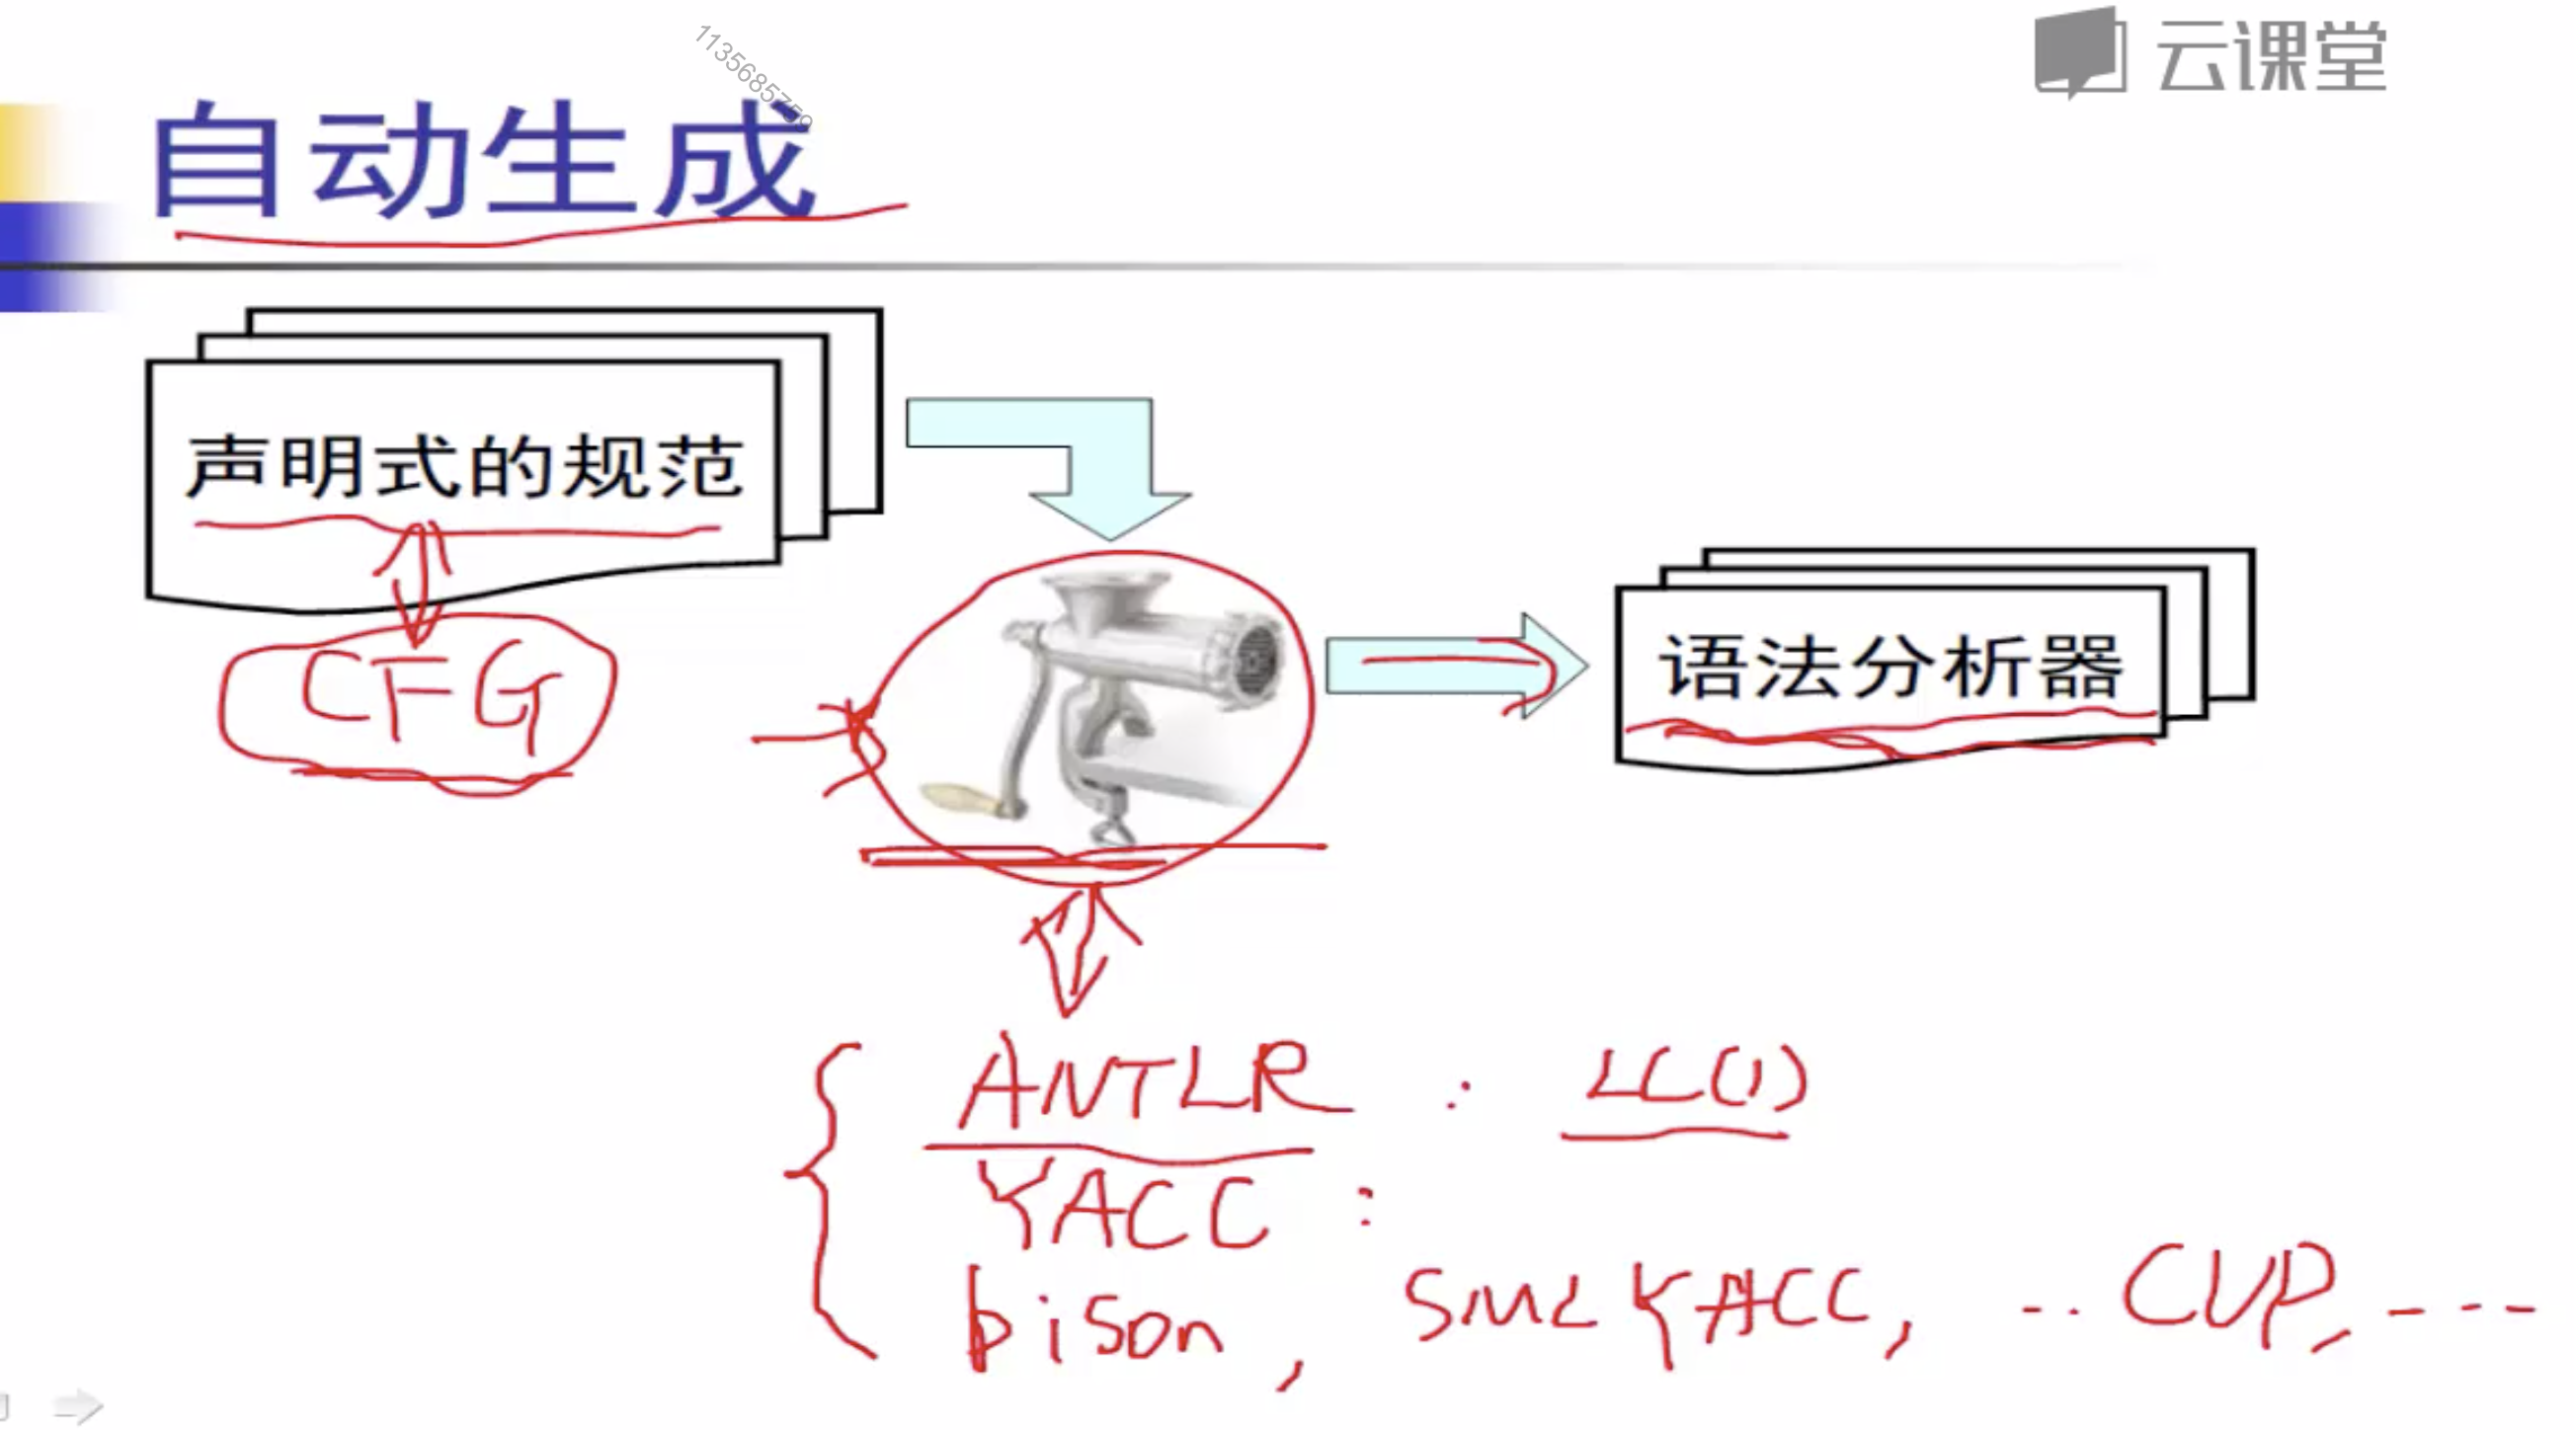 云课堂
1135685759
自动生成
声明式的规范
CFG
语法分析器
ANTLR : LC(1)
YACC :
bison, SMLYACC, .. CUP, ---